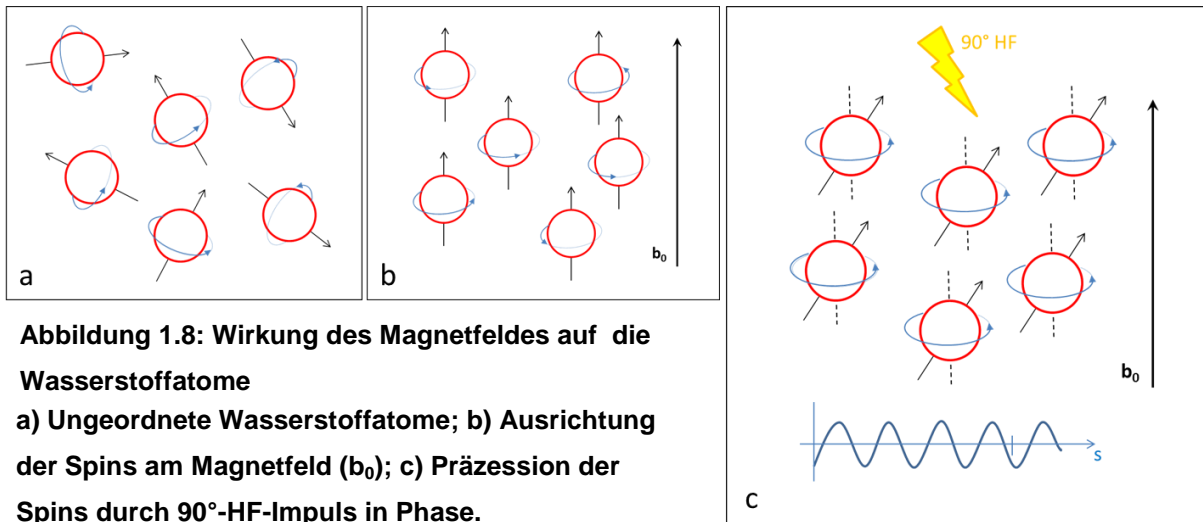 a
b
b₀
90° HF
b₀
s
c
Abbildung 1.8: Wirkung des Magnetfeldes auf die
Wasserstoffatome
a) Ungeordnete Wasserstoffatome; b) Ausrichtung
der Spins am Magnetfeld (b₀); c) Präzession der
Spins durch 90°-HF-Impuls in Phase.